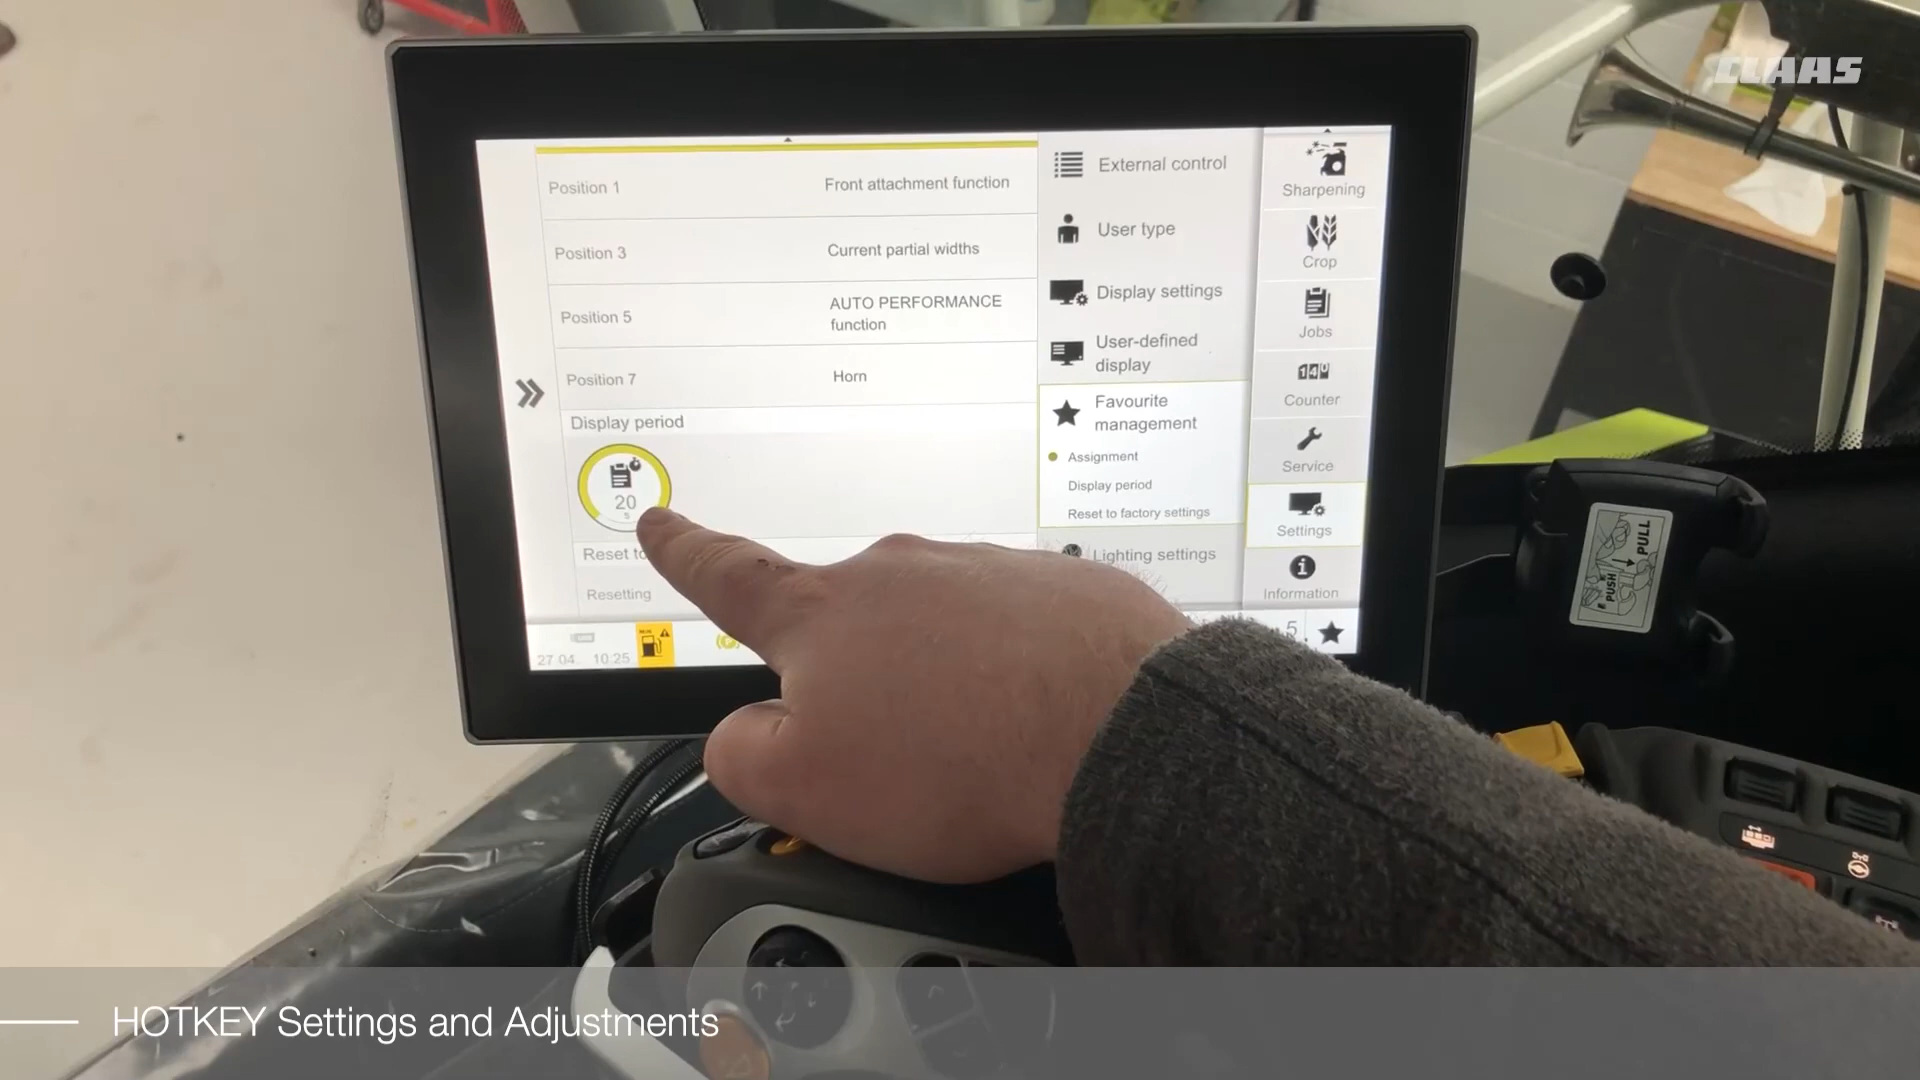 CLAAS
Position 1
Front attachment function
Position 3
Current partial widths
Position 5
AUTO PERFORMANCE
function
Position 7
Horn
Display period
20
s
Reset to
Resetting
27.04. 10:25
External control
User type
Display settings
User-defined
display
Favourite
management
Assignment
Display period
Reset to factory settings
Lighting settings
5
Sharpening
Crop
Jobs
Counter
Service
Settings
Information
PUSH
PULL
HOTKEY Settings and Adjustments